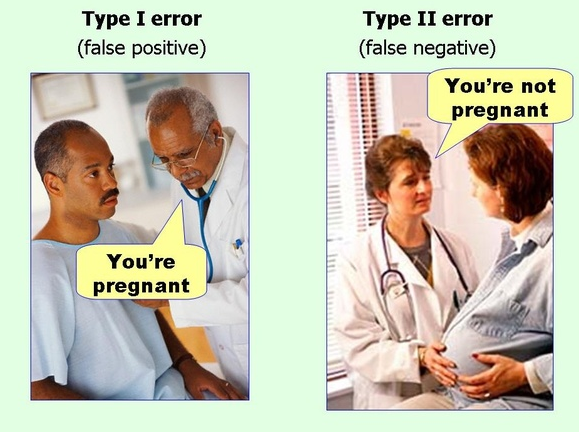 Type I error
(false positive)
You're
pregnant
Type II error
(false negative)
You're not
pregnant